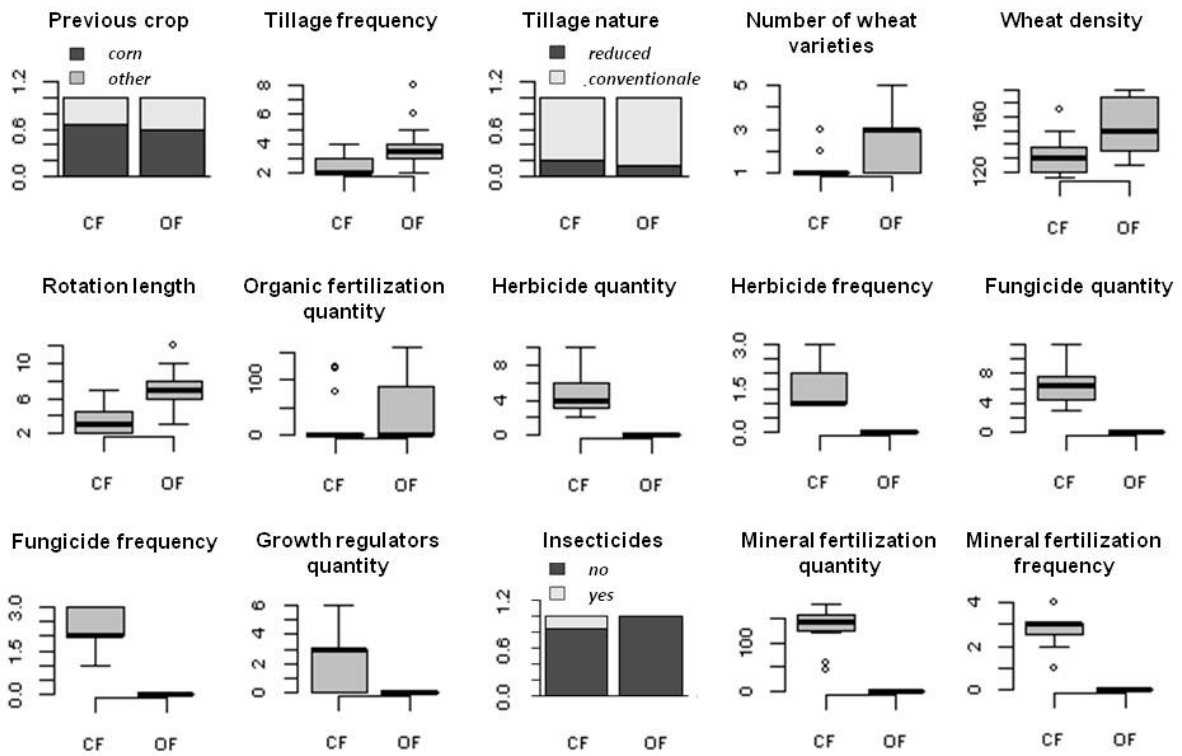 Previous crop
corn
other
0.0 0.6 1.2
CF OF
Tillage frequency
2 4 6 8
CF OF
Tillage nature
reduced
conventionale
0.0 0.6 1.2
CF OF
Number of wheat
varieties
1 3 5
CF OF
Wheat density
120 160
CF OF
Rotation length
2 6 10
CF OF
Organic fertilization
quantity
0 100
CF OF
Herbicide quantity
0 4 8
CF OF
Herbicide frequency
0.0 1.5 3.0
CF OF
Fungicide quantity
0 4 8
CF OF
Fungicide frequency
0.0 1.5 3.0
CF OF
Growth regulators
quantity
0 2 4 6
CF OF
Insecticides
no
yes
0.0 0.6 1.2
CF OF
Mineral fertilization
quantity
0 100
CF OF
Mineral fertilization
frequency
0 2 4
CF OF